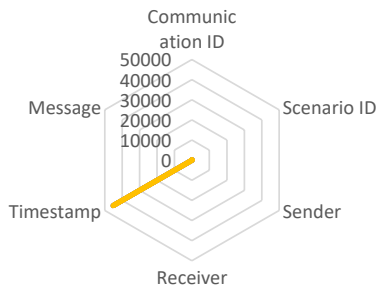 Communic
ation ID
50000
40000
30000
20000
10000
0
Message
Scenario ID
Timestamp
Sender
Receiver